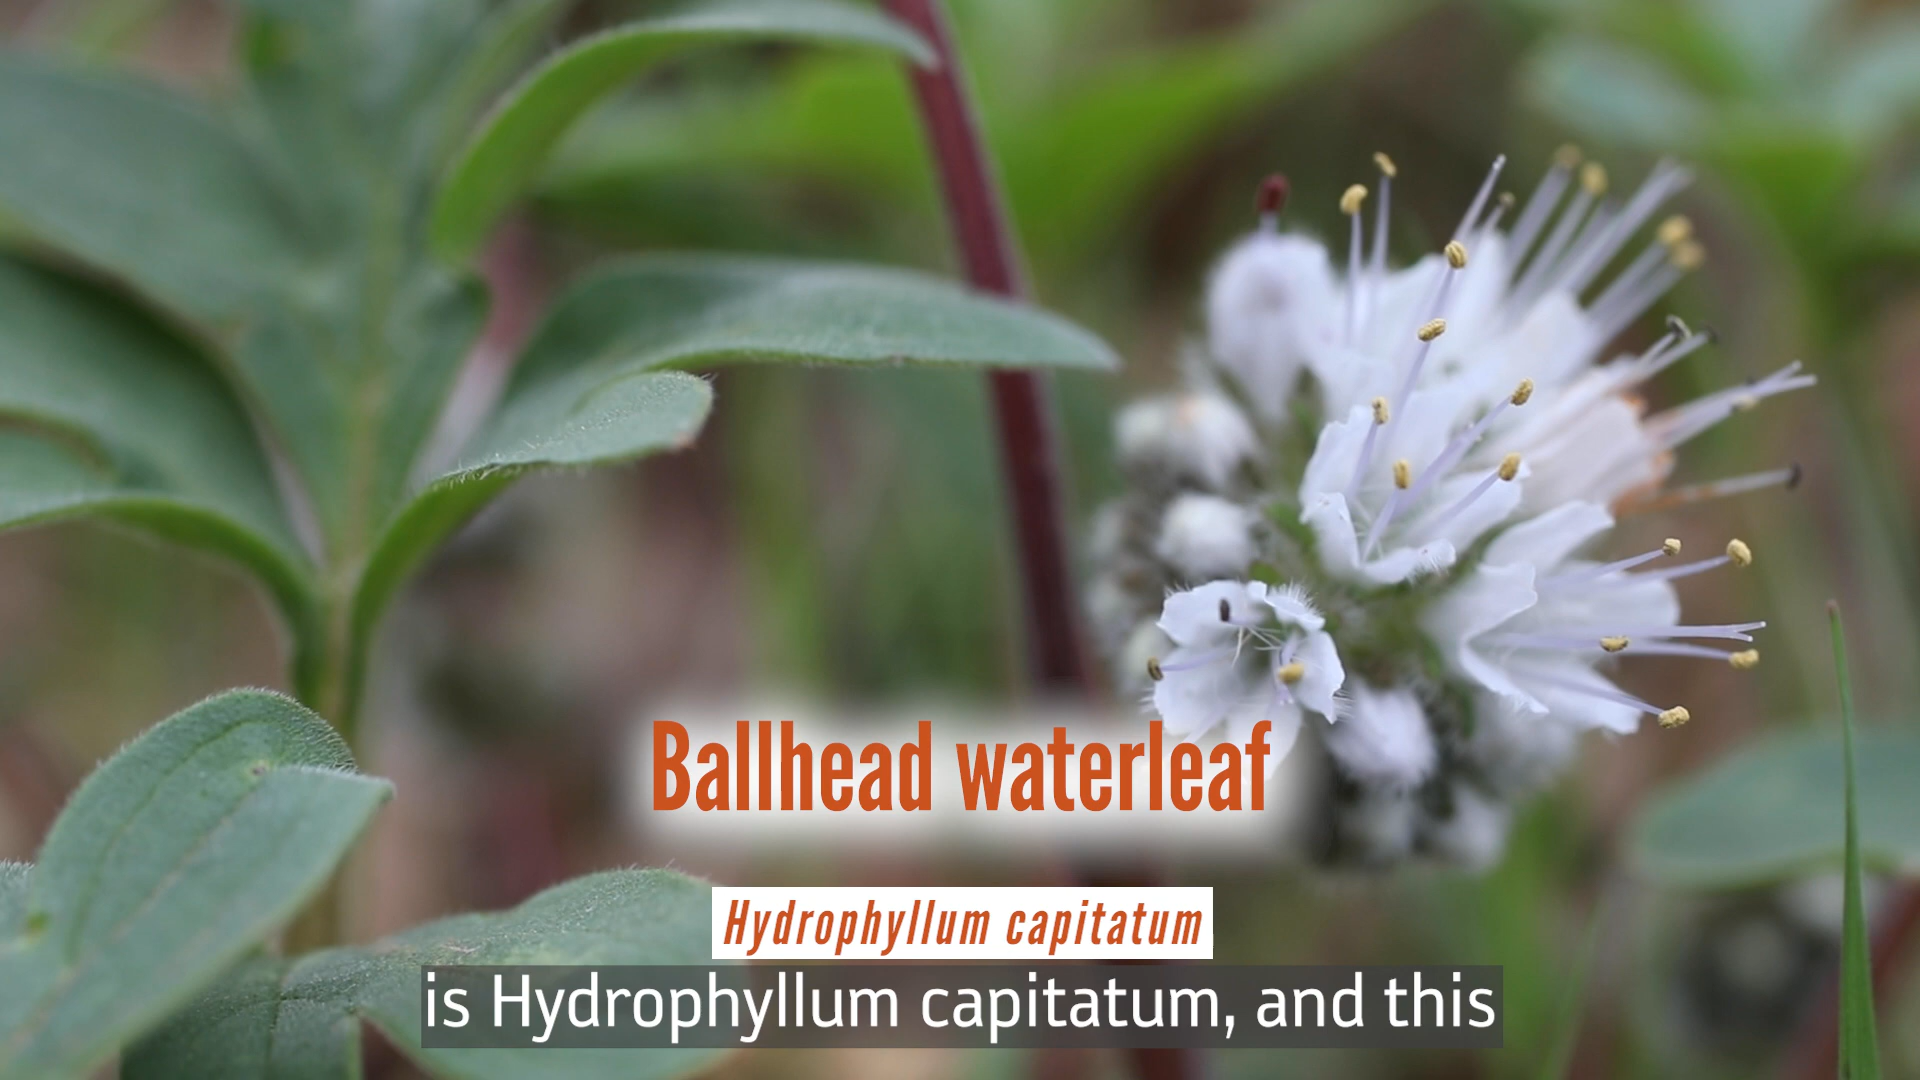 Ballhead waterleaf
Hydrophyllum capitatum
is Hydrophyllum capitatum, and this